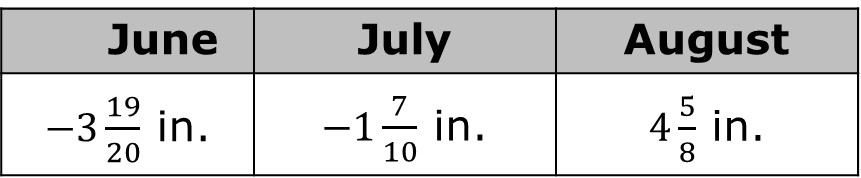 June July August
−3 19/20 in. −1 7/10 in. 4 5/8 in.